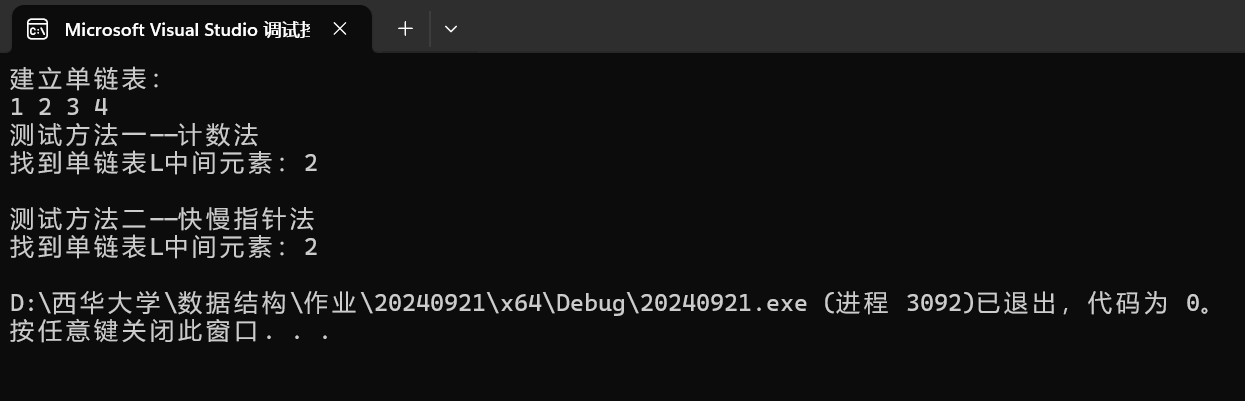 Microsoft Visual Studio 调试
建立单链表：
1 2 3 4
测试方法一——计数法
找到单链表L中间元素：2
测试方法二——快慢指针法
找到单链表L中间元素：2
D:\西华大学\数据结构\作业\20240921\x64\Debug\20240921.exe (进程 3092)已退出，代码为 0。
按任意键关闭此窗口. . .